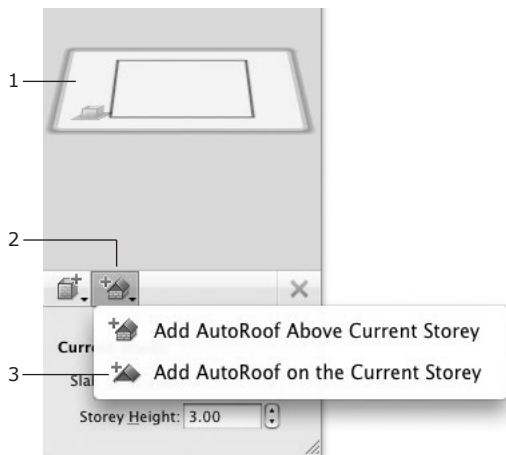 1
2
Add AutoRoof Above Current Storey
Curr
3
Add AutoRoof on the Current Storey
Sla
Storey Height: 3.00